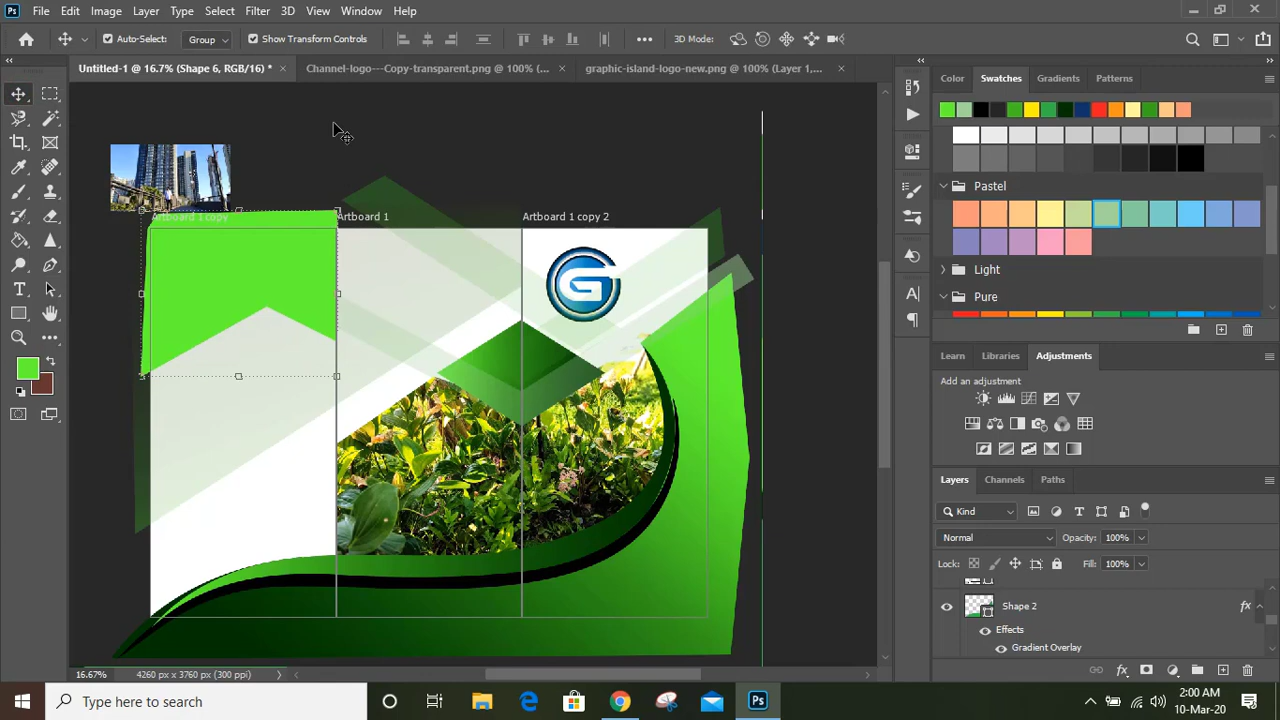 Ps File Edit Image Layer Type Select Filter 3D View Window Help
Auto-Select: Group Show Transform Controls 3D Mode:
Untitled-1 @ 16.7% (Shape 6, RGB/16) * Channel-logo---Copy-transparent.png @ 100% (... graphic-island-logo-new.png @ 100% (Layer 1,...
Color Swatches Gradients Patterns
Pastel
Light
Pure
Artboard 1 copy Artboard 1 Artboard 1 copy 2
G
Learn Libraries Adjustments
Add an adjustment
Layers Channels Paths
Kind
Normal Opacity: 100%
Lock: Fill: 100%
Shape 2 fx
Effects
Gradient Overlay
16.67% 4260 px x 3760 px (300 ppi)
fx
Type here to search
Ps
2:00 AM
10-Mar-20